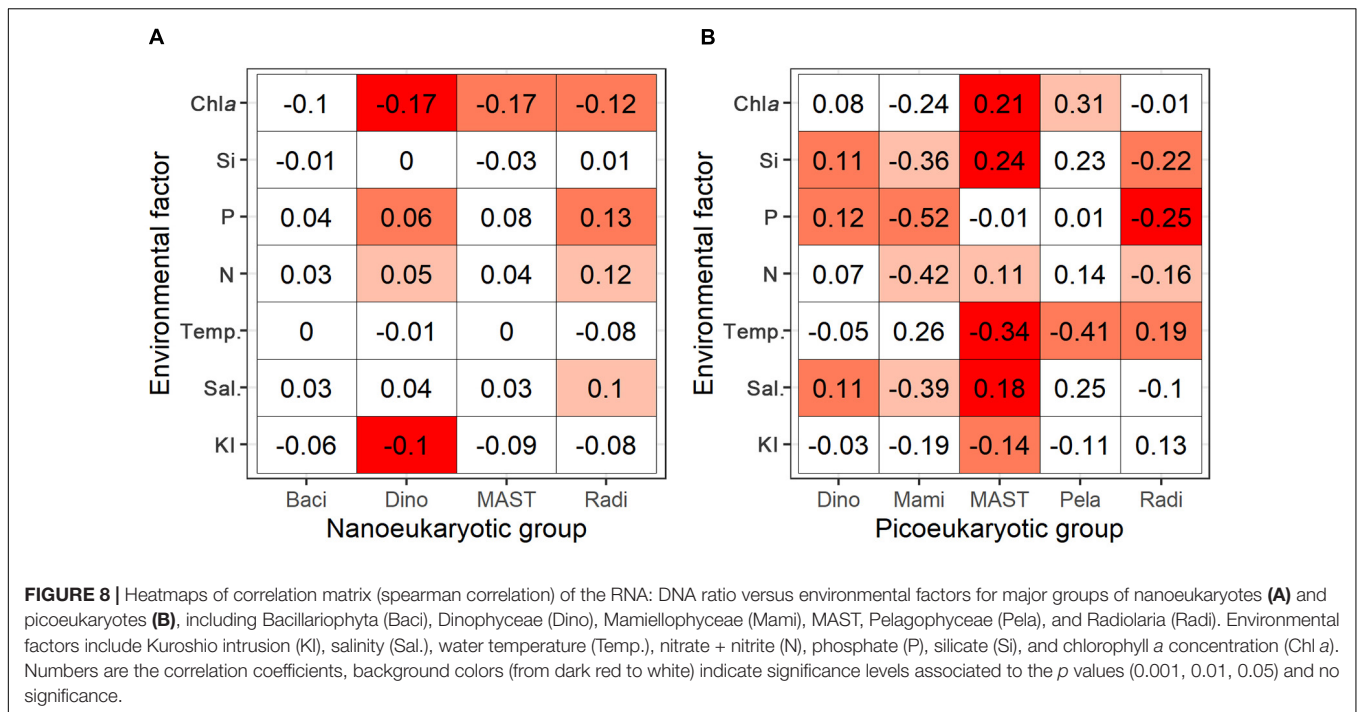 A
Environmental factor
Chla -0.1 -0.17 -0.17 -0.12
Si -0.01 0 -0.03 0.01
P 0.04 0.06 0.08 0.13
N 0.03 0.05 0.04 0.12
Temp. 0 -0.01 0 -0.08
Sal. 0.03 0.04 0.03 0.1
KI -0.06 -0.1 -0.09 -0.08
Baci Dino MAST Radi
Nanoeukaryotic group
B
Environmental factor
Chla 0.08 -0.24 0.21 0.31 -0.01
Si 0.11 -0.36 0.24 0.23 -0.22
P 0.12 -0.52 -0.01 0.01 -0.25
N 0.07 -0.42 0.11 0.14 -0.16
Temp. -0.05 0.26 -0.34 -0.41 0.19
Sal. 0.11 -0.39 0.18 0.25 -0.1
KI -0.03 -0.19 -0.14 -0.11 0.13
Dino Mami MAST Pela Radi
Picoeukaryotic group
FIGURE 8 | Heatmaps of correlation matrix (spearman correlation) of the RNA: DNA ratio versus environmental factors for major groups of nanoeukaryotes (A) and
picoeukaryotes (B), including Bacillariophyta (Baci), Dinophyceae (Dino), Mamiellophyceae (Mami), MAST, Pelagophyceae (Pela), and Radiolaria (Radi). Environmental
factors include Kuroshio intrusion (KI), salinity (Sal.), water temperature (Temp.), nitrate + nitrite (N), phosphate (P), silicate (Si), and chlorophyll a concentration (Chl a).
Numbers are the correlation coefficients, background colors (from dark red to white) indicate significance levels associated to the p values (0.001, 0.01, 0.05) and no
significance.